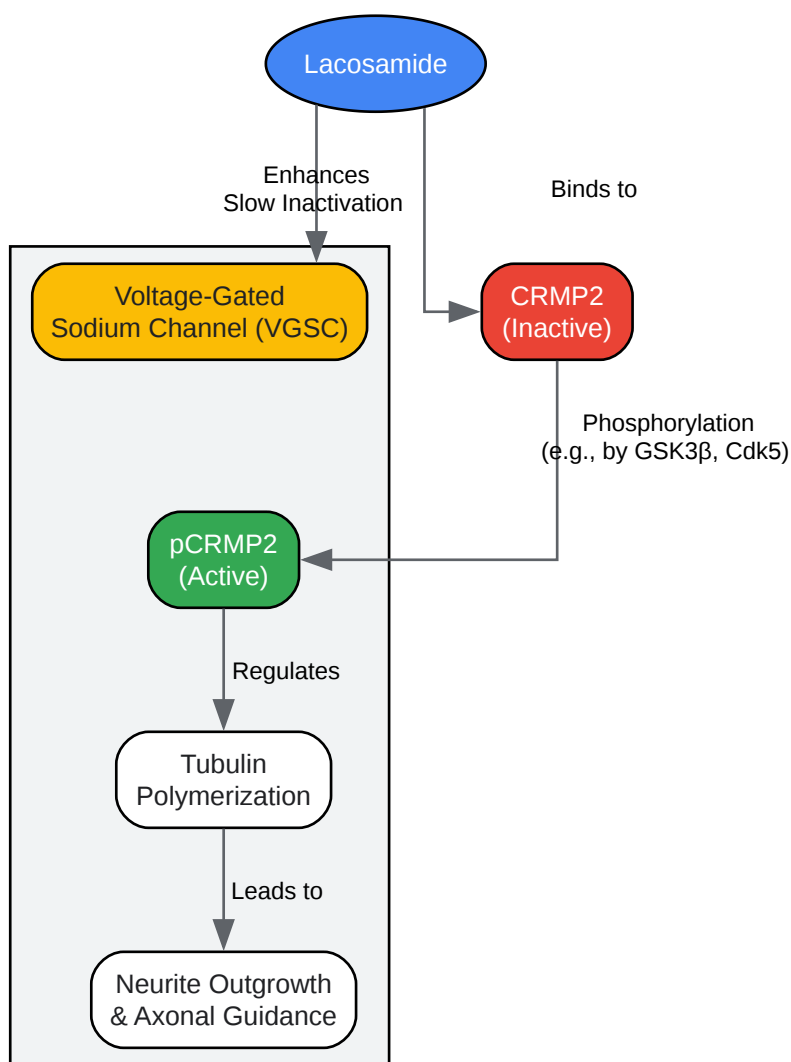 Lacosamide
Enhances
Slow Inactivation
Binds to
Voltage-Gated
Sodium Channel (VGSC)
CRMP2
(Inactive)
Phosphorylation
(e.g., by GSK3β, Cdk5)
pCRMP2
(Active)
Regulates
Tubulin
Polymerization
Leads to
Neurite Outgrowth
& Axonal Guidance